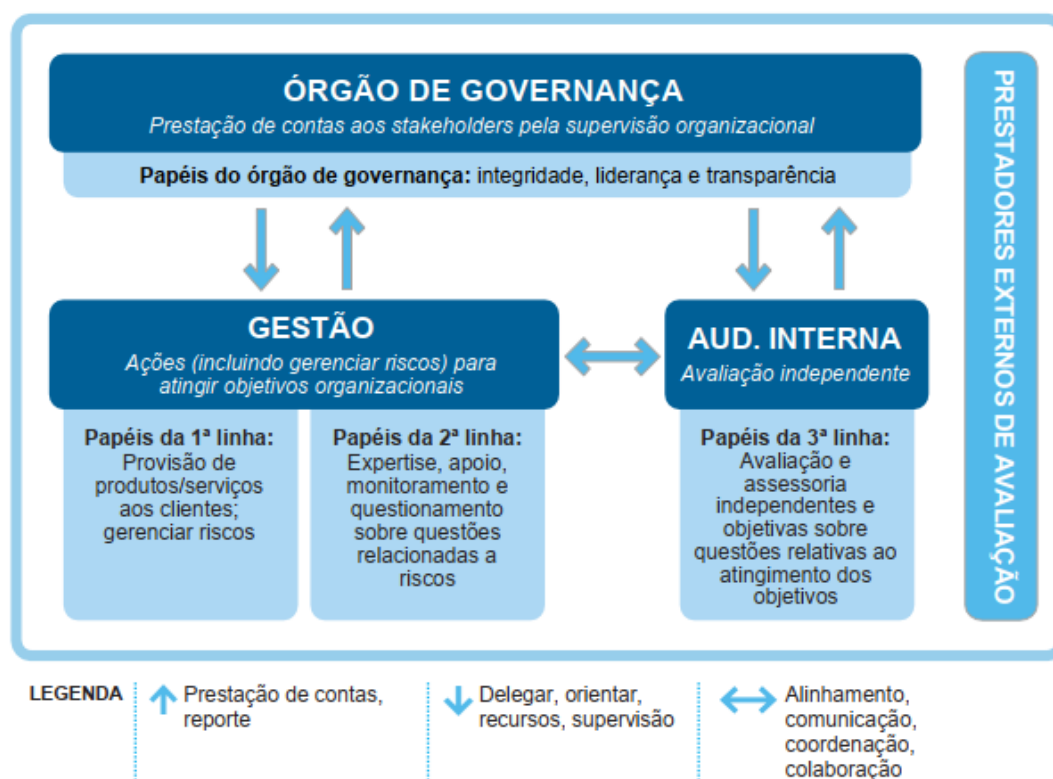 ÓRGÃO DE GOVERNANÇA
Prestação de contas aos stakeholders pela supervisão organizacional
Papéis do órgão de governança: integridade, liderança e transparência
GESTÃO
Ações (incluindo gerenciar riscos) para
atingir objetivos organizacionais
Papéis da 1ª linha:
Provisão de
produtos/serviços
aos clientes;
gerenciar riscos
Papéis da 2ª linha:
Expertise, apoio,
monitoramento e
questionamento
sobre questões
relacionadas a
riscos
AUD. INTERNA
Avaliação independente
Papéis da 3ª linha:
Avaliação e
assessoria
independentes e
objetivas sobre
questões relativas ao
atingimento dos
objetivos
PRESTADORES EXTERNOS DE AVALIAÇÃO
LEGENDA
Prestação de contas,
reporte
Delegar, orientar,
recursos, supervisão
Alinhamento,
comunicação,
coordenação,
colaboração